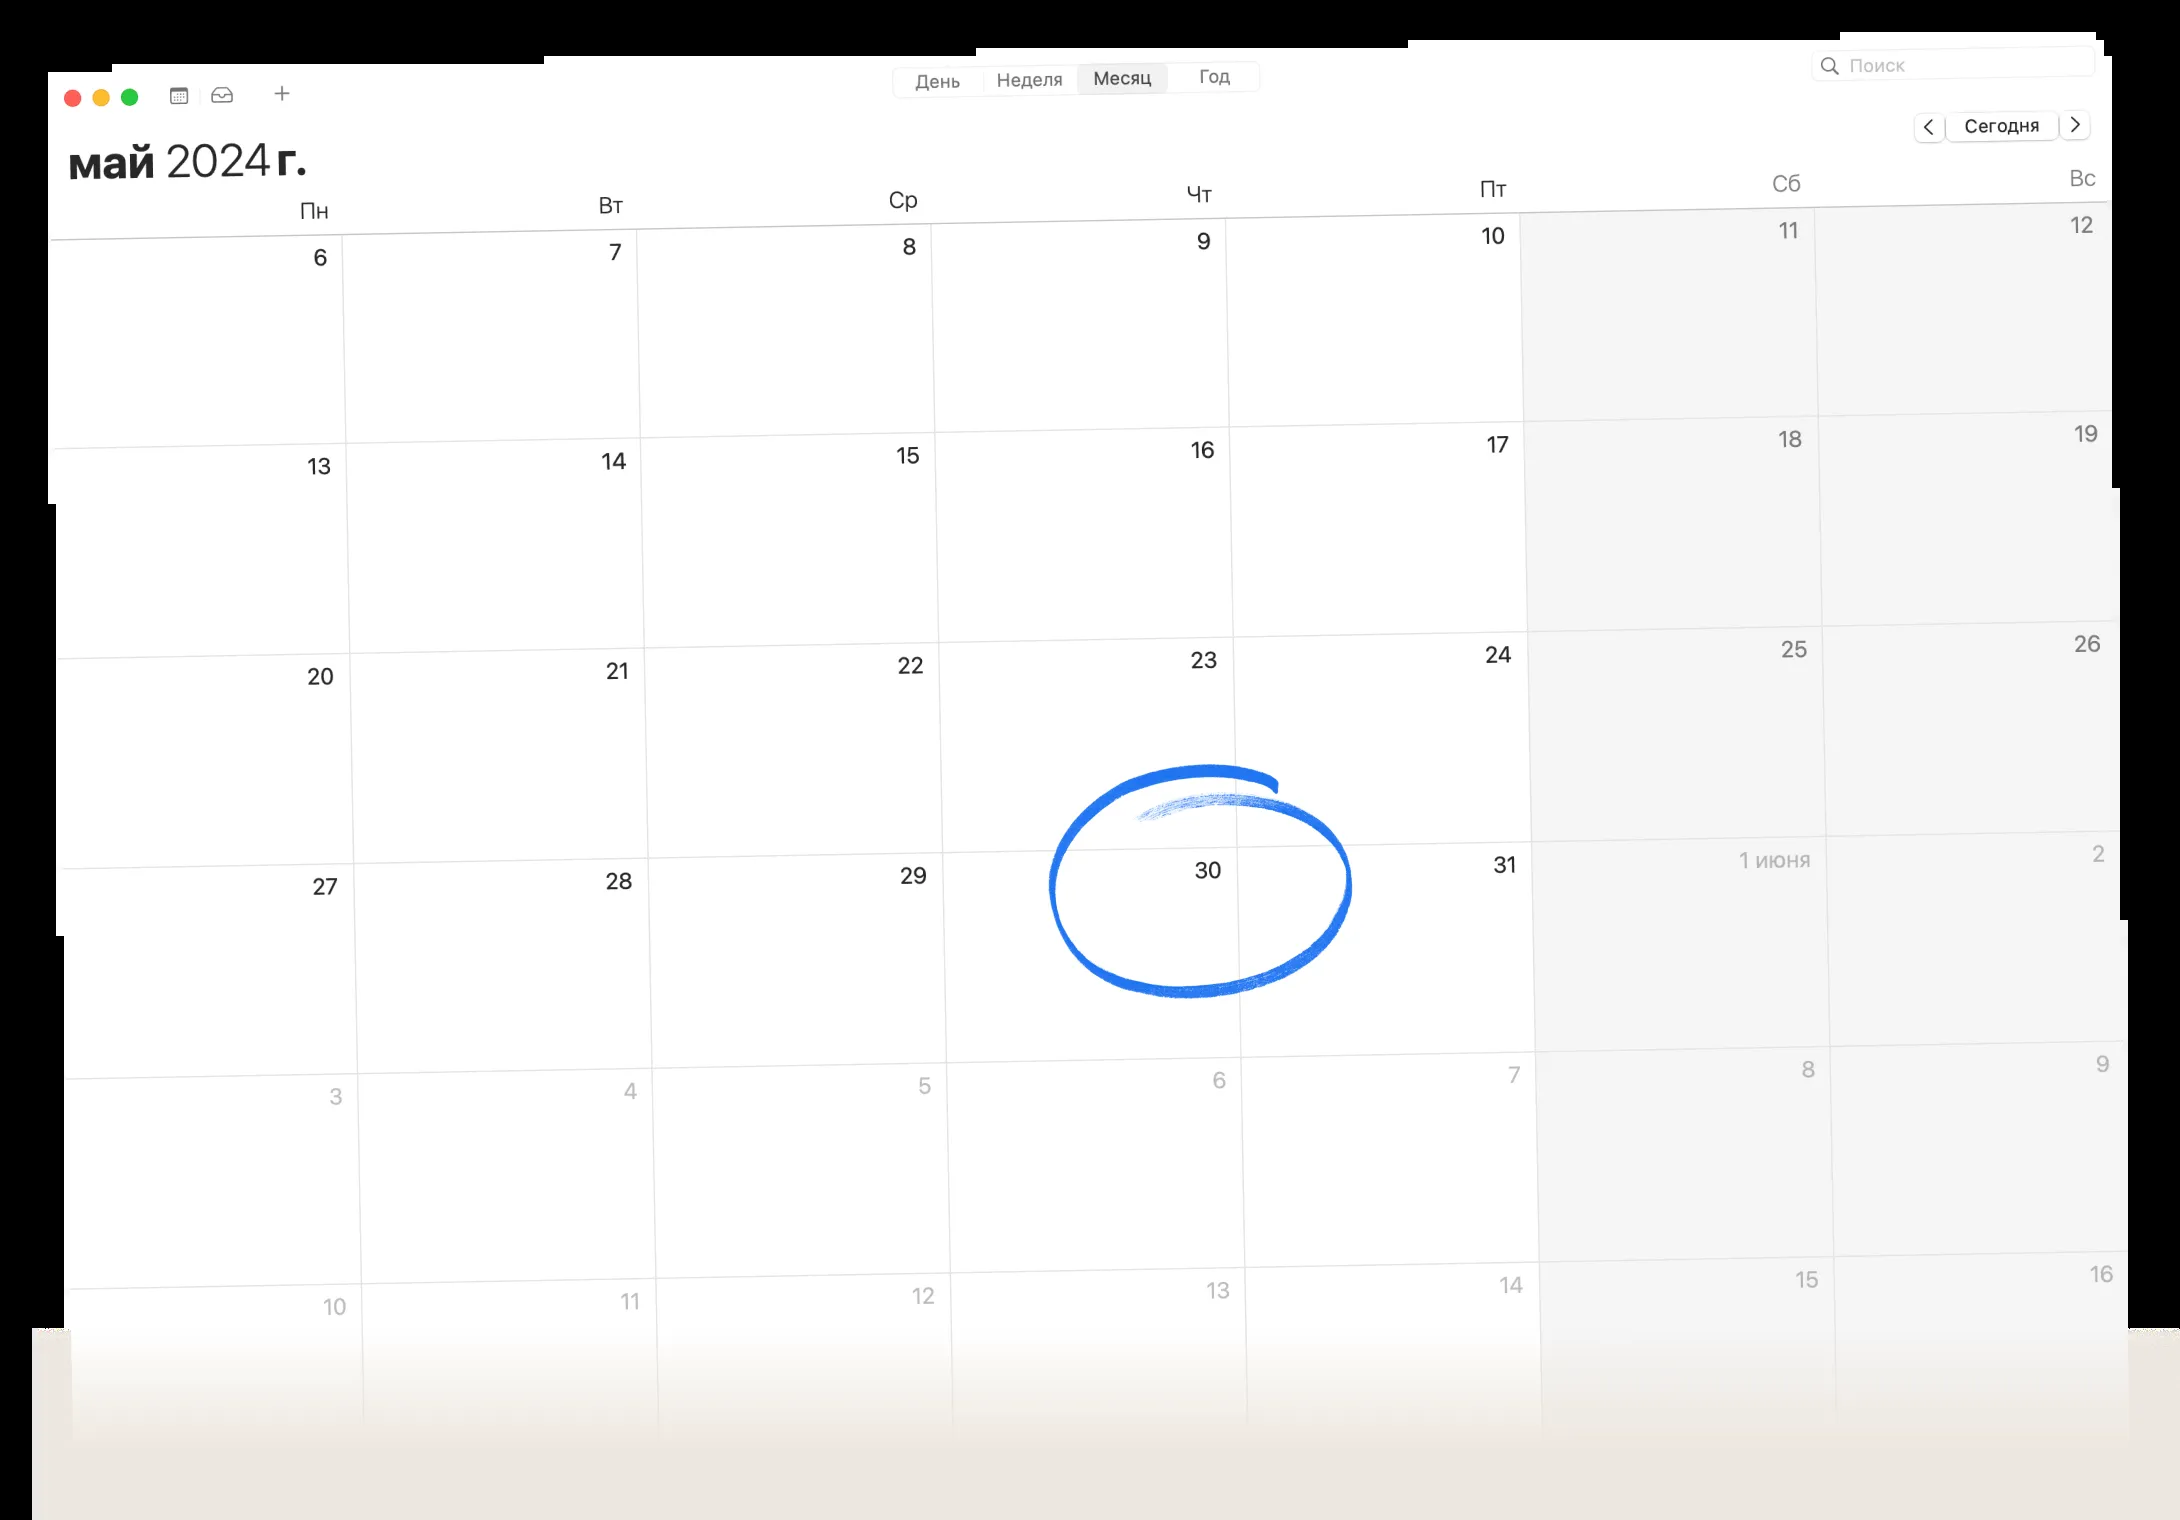 День Неделя Месяц Год
Поиск
май 2024 г.
Сегодня
Пн Вт Ср Чт Пт Сб Вс
6 7 8 9 10 11 12
13 14 15 16 17 18 19
20 21 22 23 24 25 26
27 28 29 30 31 1 июня 2
3 4 5 6 7 8 9
10 11 12 13 14 15 16